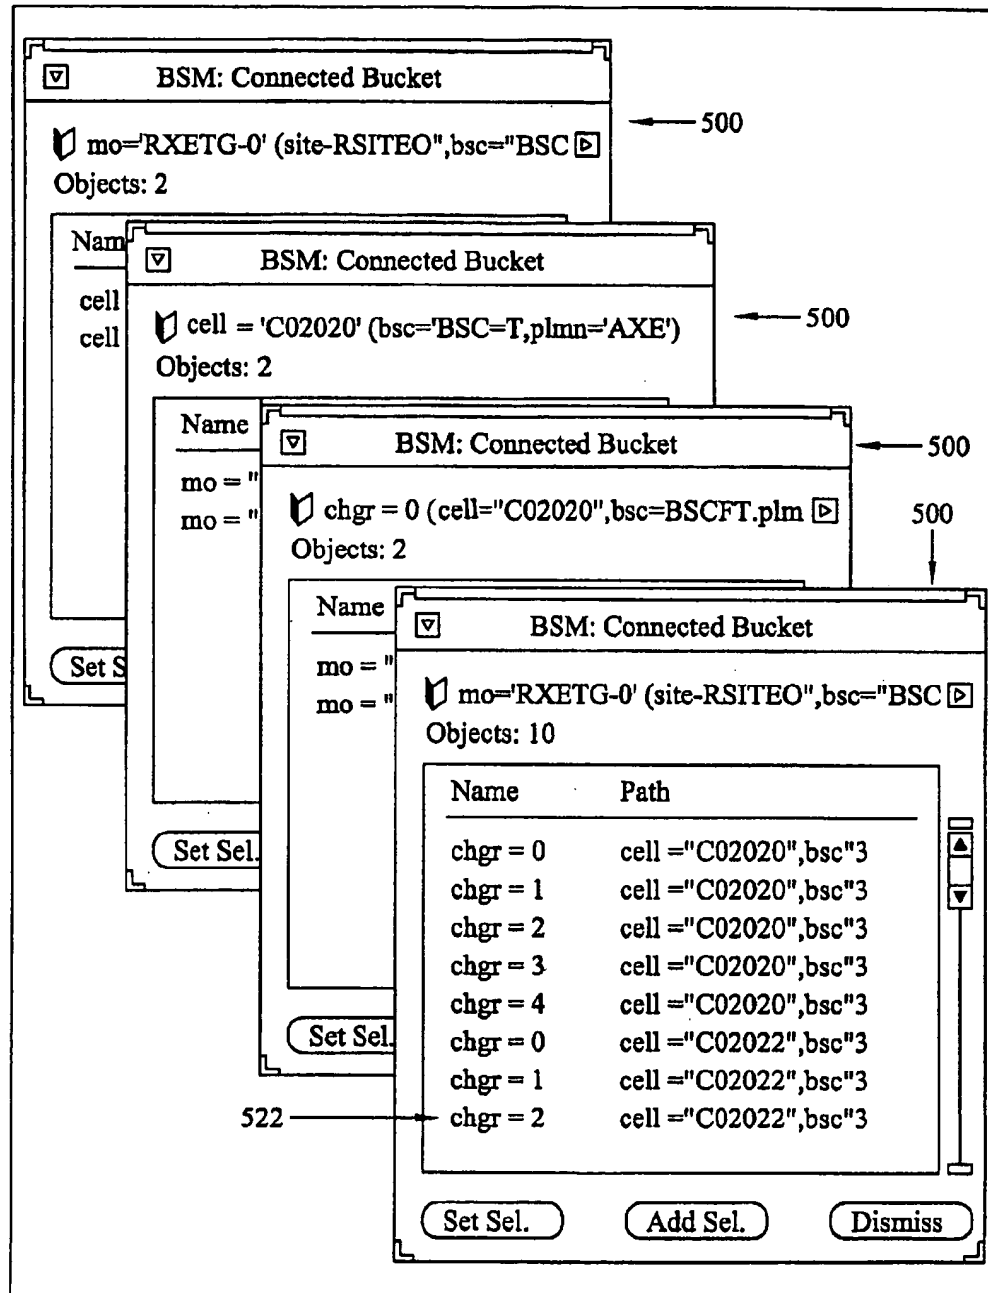 BSM: Connected Bucket
500
mo='RXETG-0' (site-RSITEO",bsc="BSC
Objects: 2
Nam
cell
cell
Set S
BSM: Connected Bucket
500
cell = 'C02020' (bsc='BSC=T,plmn='AXE')
Objects: 2
Name
mo = "
mo = "
Set Sel.
BSM: Connected Bucket
500
chgr = 0 (cell="C02020",bsc=BSCFT.plm
Objects: 2
Name
mo = "
mo = "
Set Sel.
500
BSM: Connected Bucket
mo='RXETG-0' (site-RSITEO",bsc="BSC
Objects: 10
Name Path
chgr = 0 cell ="C02020",bsc"3
chgr = 1 cell ="C02020",bsc"3
chgr = 2 cell ="C02020",bsc"3
chgr = 3 cell ="C02020",bsc"3
chgr = 4 cell ="C02020",bsc"3
chgr = 0 cell ="C02022",bsc"3
chgr = 1 cell ="C02022",bsc"3
522 chgr = 2 cell ="C02022",bsc"3
Set Sel. Add Sel. Dismiss